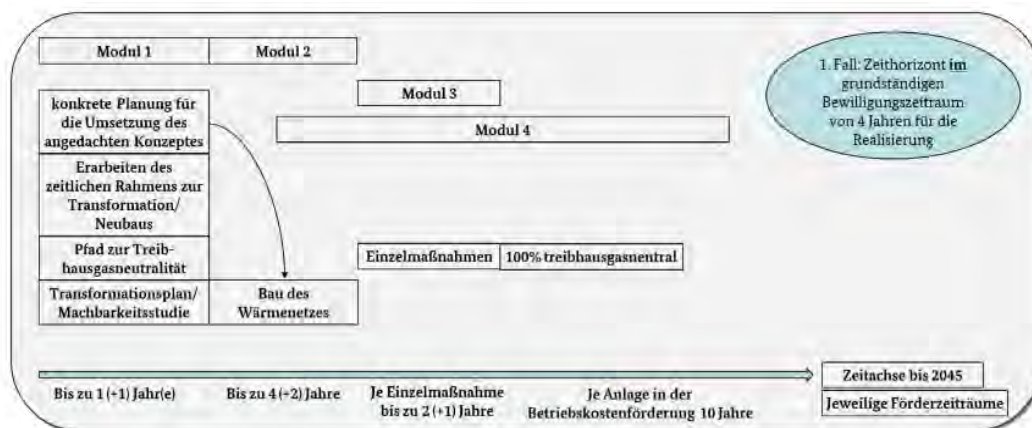 Modul 1
Modul 2
Modul 3
Modul 4
1. Fall: Zeithorizont im
grundständigen
Bewilligungszeitraum
von 4 Jahren für die
Realisierung
konkrete Planung für
die Umsetzung des
angedachten Konzeptes
Erarbeiten des
zeitlichen Rahmens zur
Transformation/
Neubau
Pfad zur Treib-
hausgasneutralität
Einzelmaßnahmen
100% treibhausgasneutral
Transformationsplan/
Machbarkeitsstudie
Bau des
Wärmenetzes
Bis zu 1 (+1) Jahr(e)
Bis zu 4 (+2) Jahre
Je Einzelmaßnahme
bis zu 2 (+1) Jahre
Je Anlage in der
Betriebskostenförderung 10 Jahre
Zeitachse bis 2045
Jeweilige Förderzeiträume